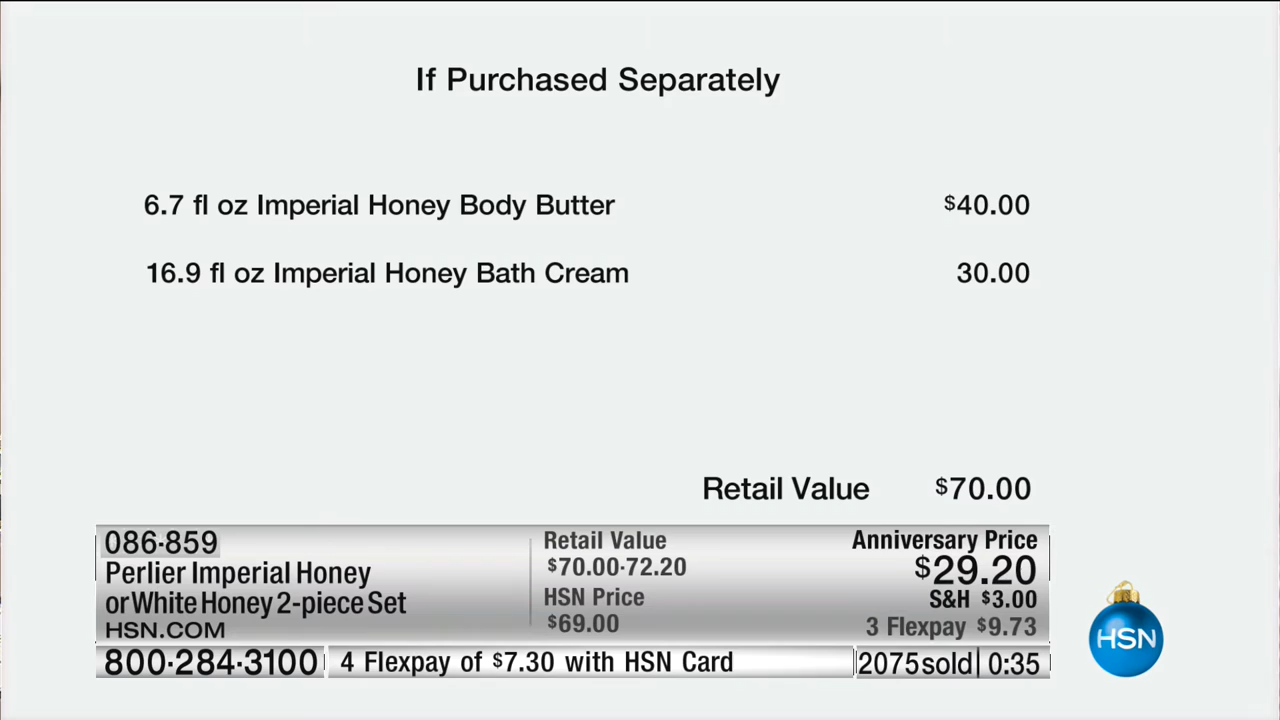 If Purchased Separately
6.7 fl oz Imperial Honey Body Butter $40.00
16.9 fl oz Imperial Honey Bath Cream 30.00
Retail Value $70.00
086-859
Perlier Imperial Honey
or White Honey 2-piece Set
HSN.COM
Retail Value
$70.00-72.20
HSN Price
$69.00
Anniversary Price
$29.20
S&H $3.00
3 Flexpay $9.73
800-284-3100
4 Flexpay of $7.30 with HSN Card
2075 sold 0:35
HSN